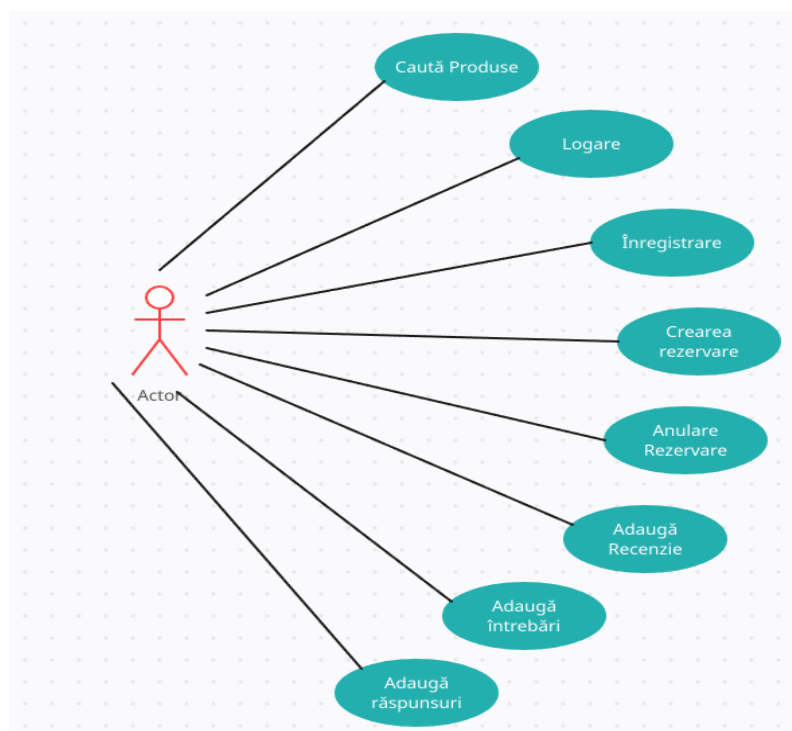 Caută Produse
Logare
Înregistrare
Crearea
rezervare
Actor
Anulare
Rezervare
Adaugă
Recenzie
Adaugă
întrebări
Adaugă
răspunsuri